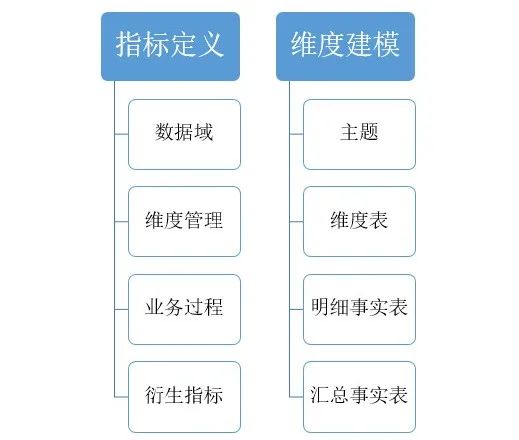 指标定义
数据域
维度管理
业务过程
衍生指标
维度建模
主题
维度表
明细事实表
汇总事实表